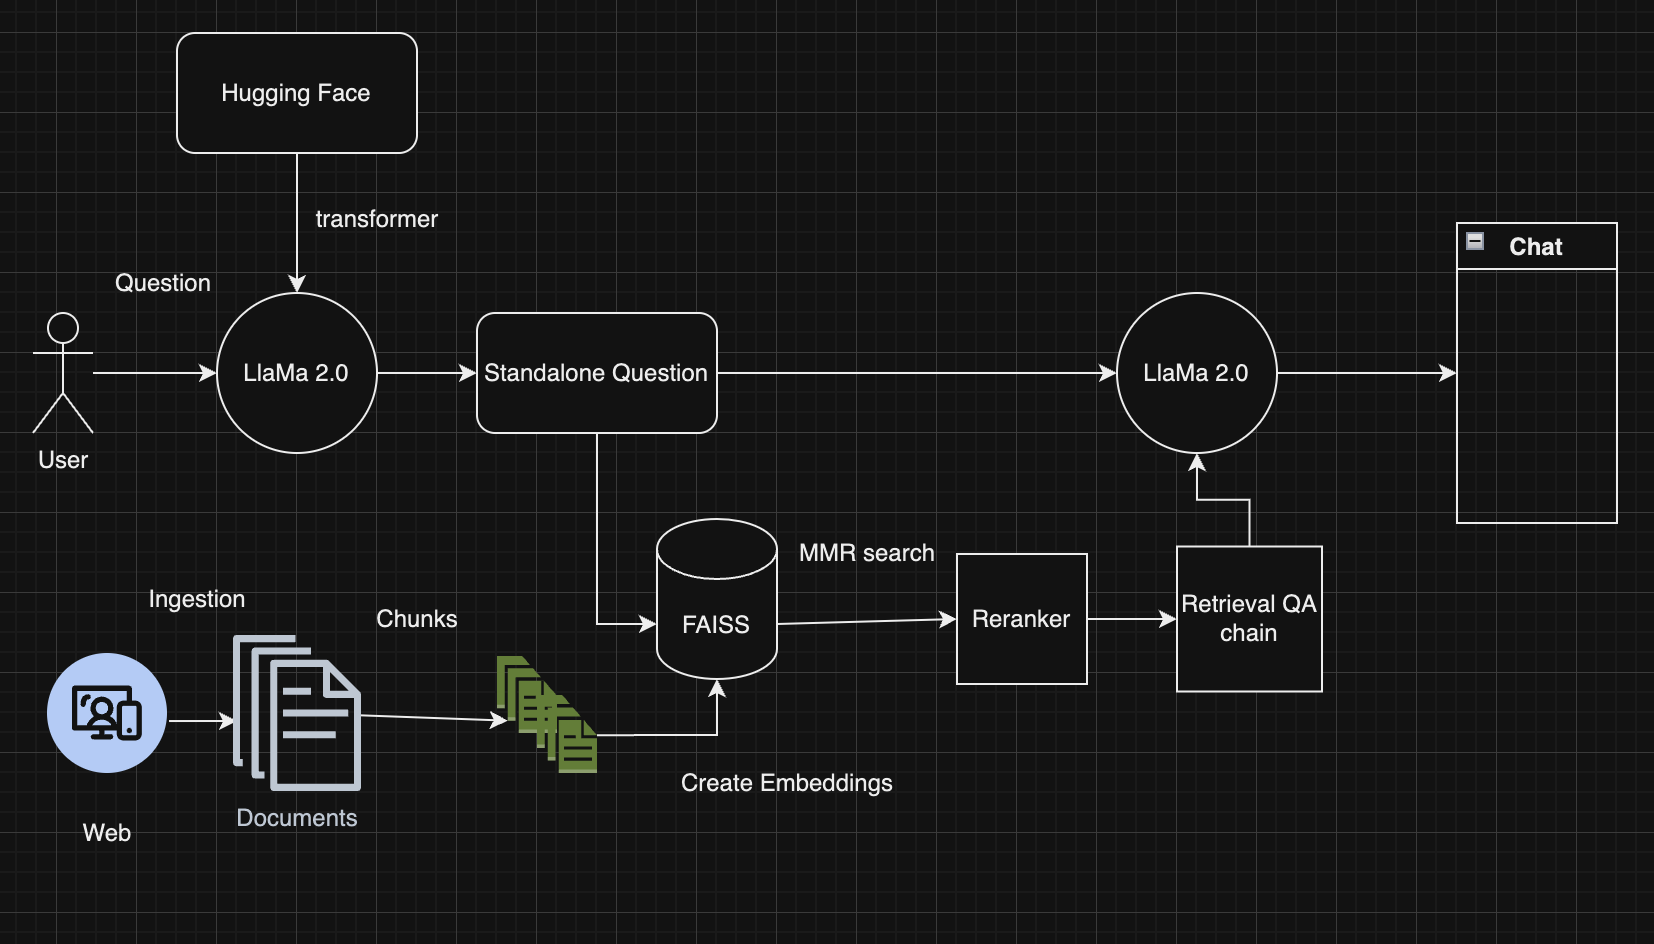 Hugging Face
transformer
Question
Chat
LlaMa 2.0
Standalone Question
LlaMa 2.0
User
MMR search
Ingestion
Chunks
FAISS
Reranker
Retrieval QA
chain
Create Embeddings
Documents
Web